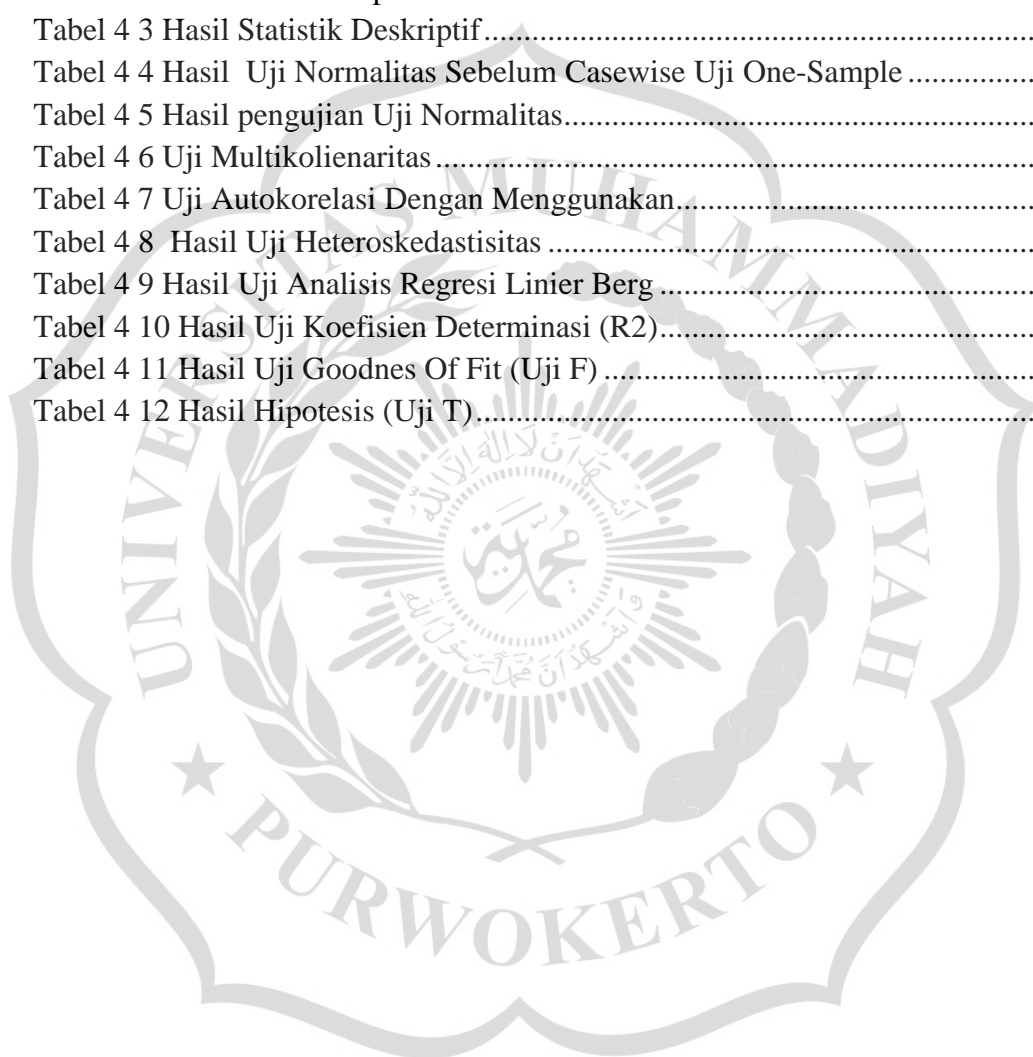 Tabel 4 3 Hasil Statistik Deskriptif................................................................
Tabel 4 4 Hasil  Uji Normalitas Sebelum Casewise Uji One-Sample................
Tabel 4 5 Hasil pengujian Uji Normalitas........................................................
Tabel 4 6 Uji Multikolienaritas........................................................................
Tabel 4 7 Uji Autokorelasi Dengan Menggunakan............................................
Tabel 4 8  Hasil Uji Heteroskedastisitas...........................................................
Tabel 4 9 Hasil Uji Analisis Regresi Linier Berg..............................................
Tabel 4 10 Hasil Uji Koefisien Determinasi (R2)..............................................
Tabel 4 11 Hasil Uji Goodnes Of Fit (Uji F)....................................................
Tabel 4 12 Hasil Hipotesis (Uji T)...................................................................
UNIVERSITAS MUHAMMADIYAH
PURWOKERTO